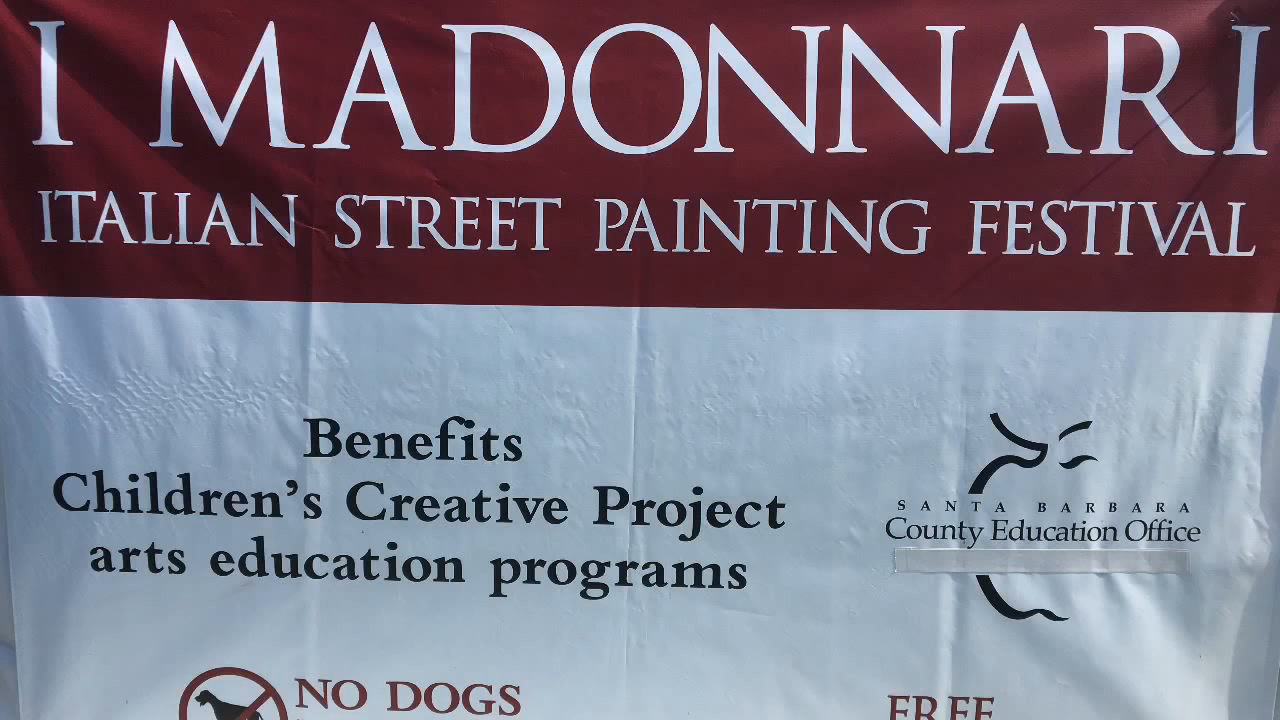 I MADONNARI
ITALIAN STREET PAINTING FESTIVAL
Benefits
Children's Creative Project
arts education programs
SANTA BARBARA
County Education Office
NO DOGS
FREE